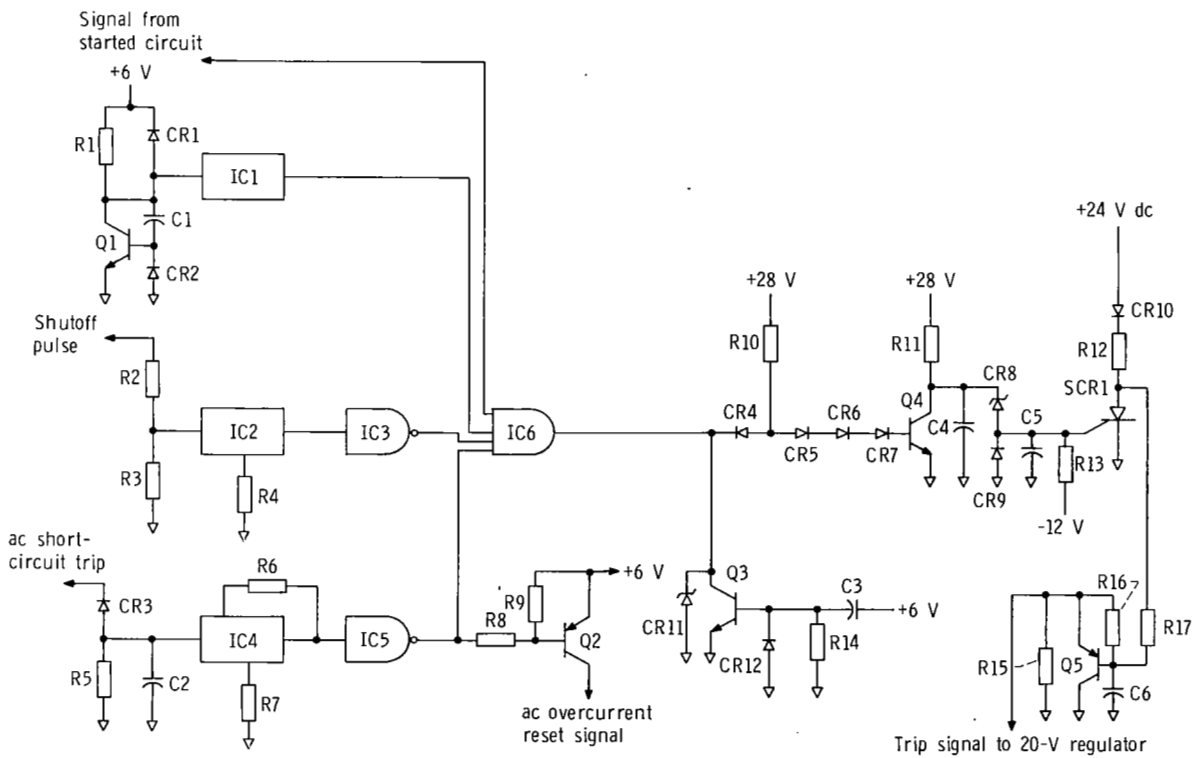 Signal from
started circuit
+6 V
R1
CR1
IC1
C1
Q1
CR2
Shutoff
pulse
R2
IC2
IC3
IC6
R3
R4
ac short-
circuit trip
CR3
R6
IC4
IC5
R5
C2
R7
R8
R9
+6 V
Q2
ac overcurrent
reset signal
+28 V
R10
CR4
CR5
CR6
CR7
+28 V
R11
Q4
C4
CR8
C5
CR9
R13
-12 V
+24 V dc
CR10
R12
SCR1
Q3
CR11
CR12
C3
+6 V
R14
R15
R16
Q5
C6
R17
Trip signal to 20-V regulator